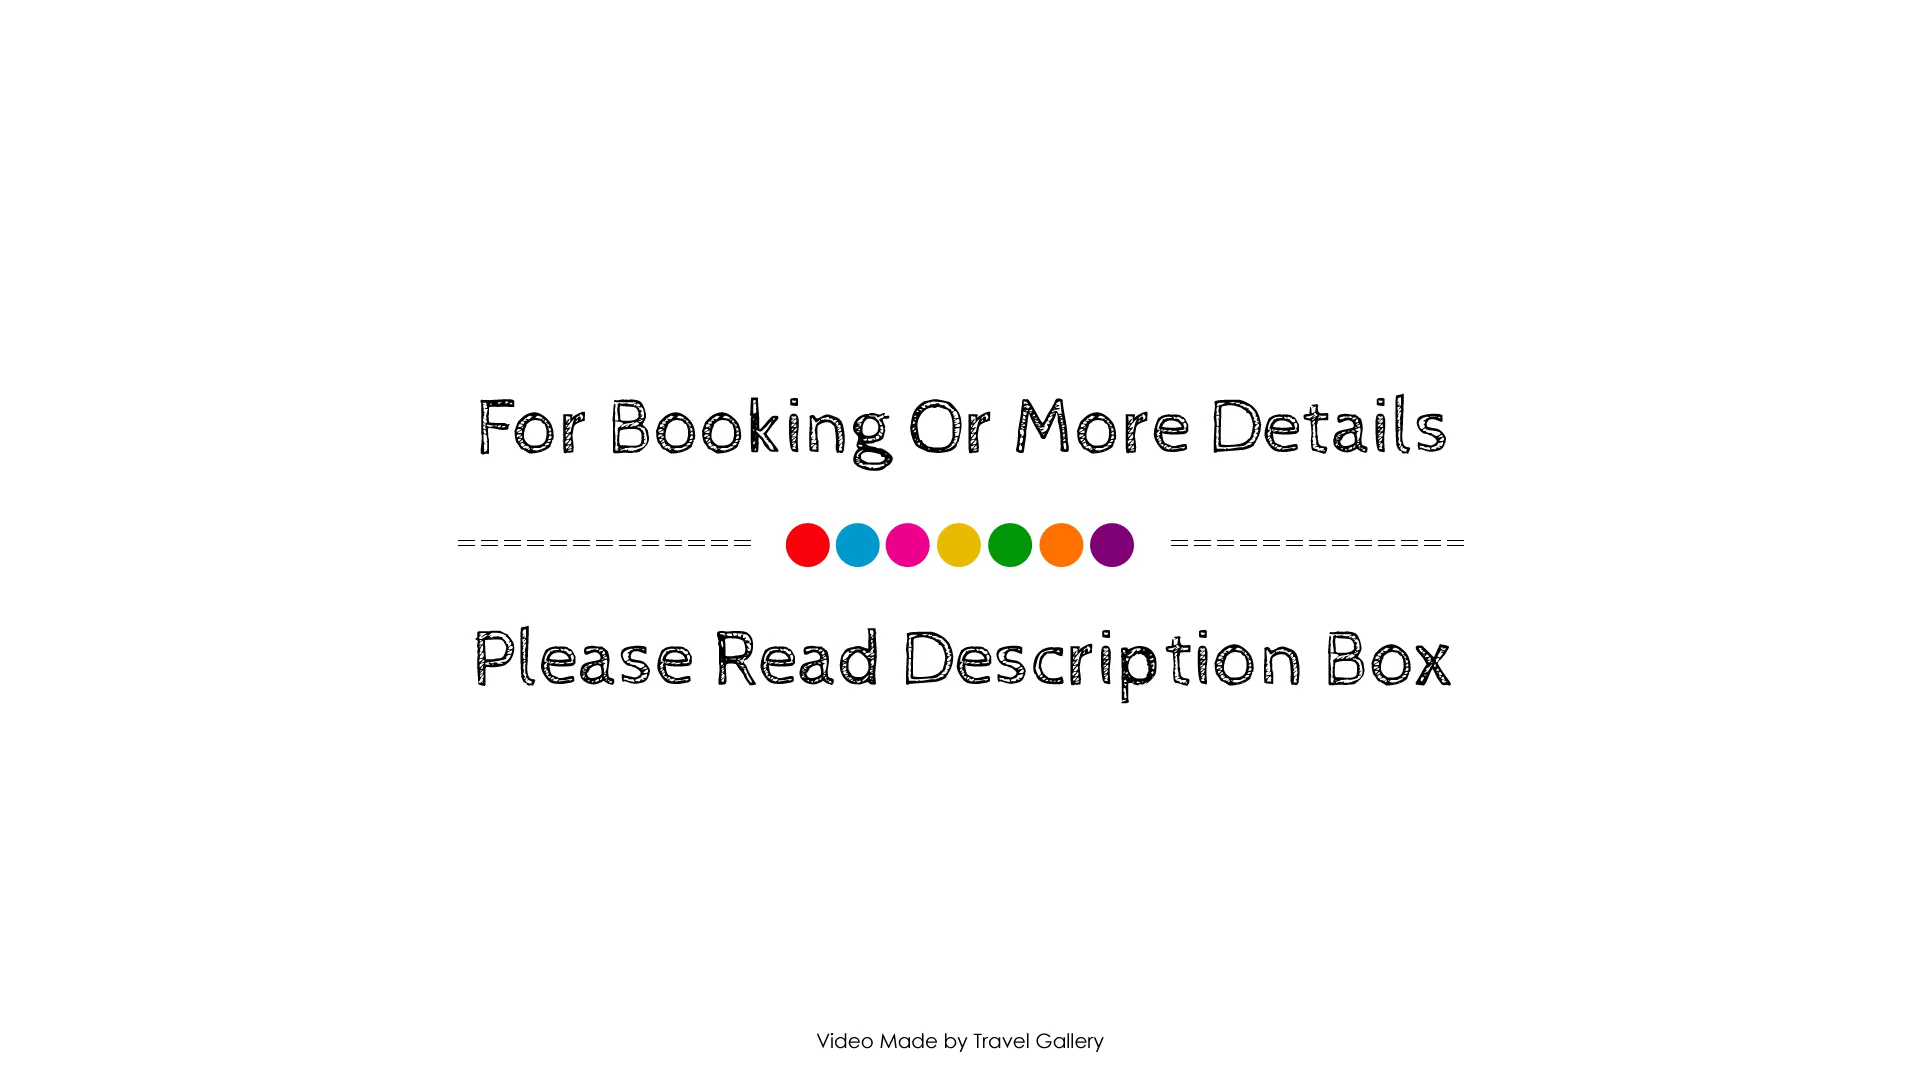 For Booking Or More Details
============= =============
Please Read Description Box
Video Made by Travel Gallery